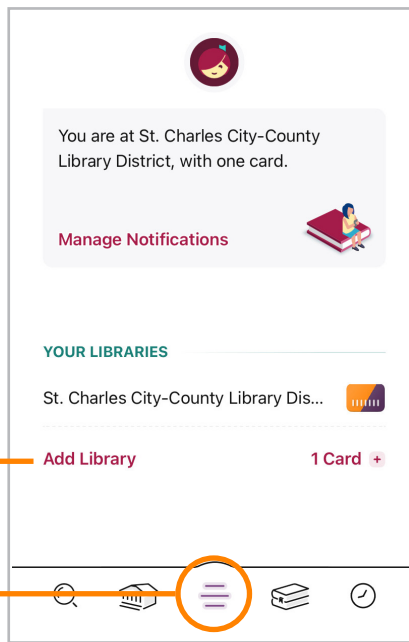 You are at St. Charles City-County
Library District, with one card.
Manage Notifications
YOUR LIBRARIES
St. Charles City-County Library Dis...
Add Library
1 Card +